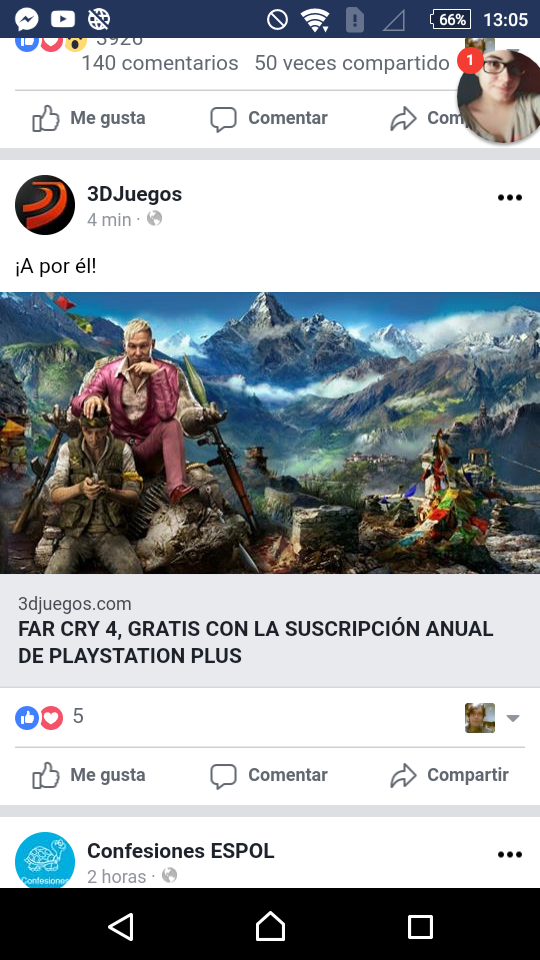 66% 13:05
3926
140 comentarios 50 veces compartido
1
Me gusta Comentar Com
3DJuegos
4 min ·
¡A por él!
3djuegos.com
FAR CRY 4, GRATIS CON LA SUSCRIPCIÓN ANUAL
DE PLAYSTATION PLUS
5
Me gusta Comentar Compartir
Confesiones ESPOL
2 horas ·
Confesiones